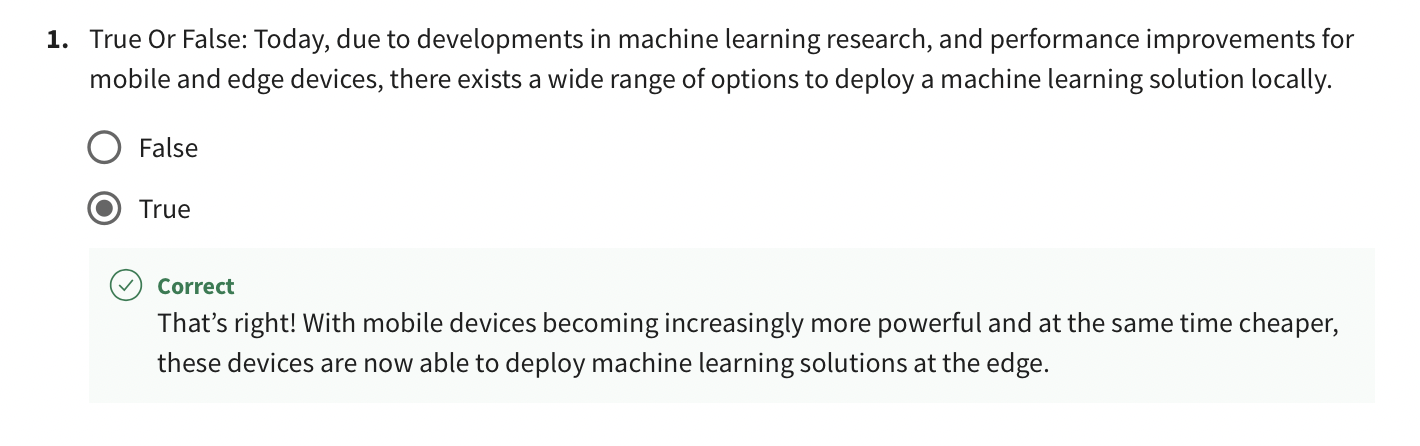 1. True Or False: Today, due to developments in machine learning research, and performance improvements for
mobile and edge devices, there exists a wide range of options to deploy a machine learning solution locally.
False
True
Correct
That’s right! With mobile devices becoming increasingly more powerful and at the same time cheaper,
these devices are now able to deploy machine learning solutions at the edge.